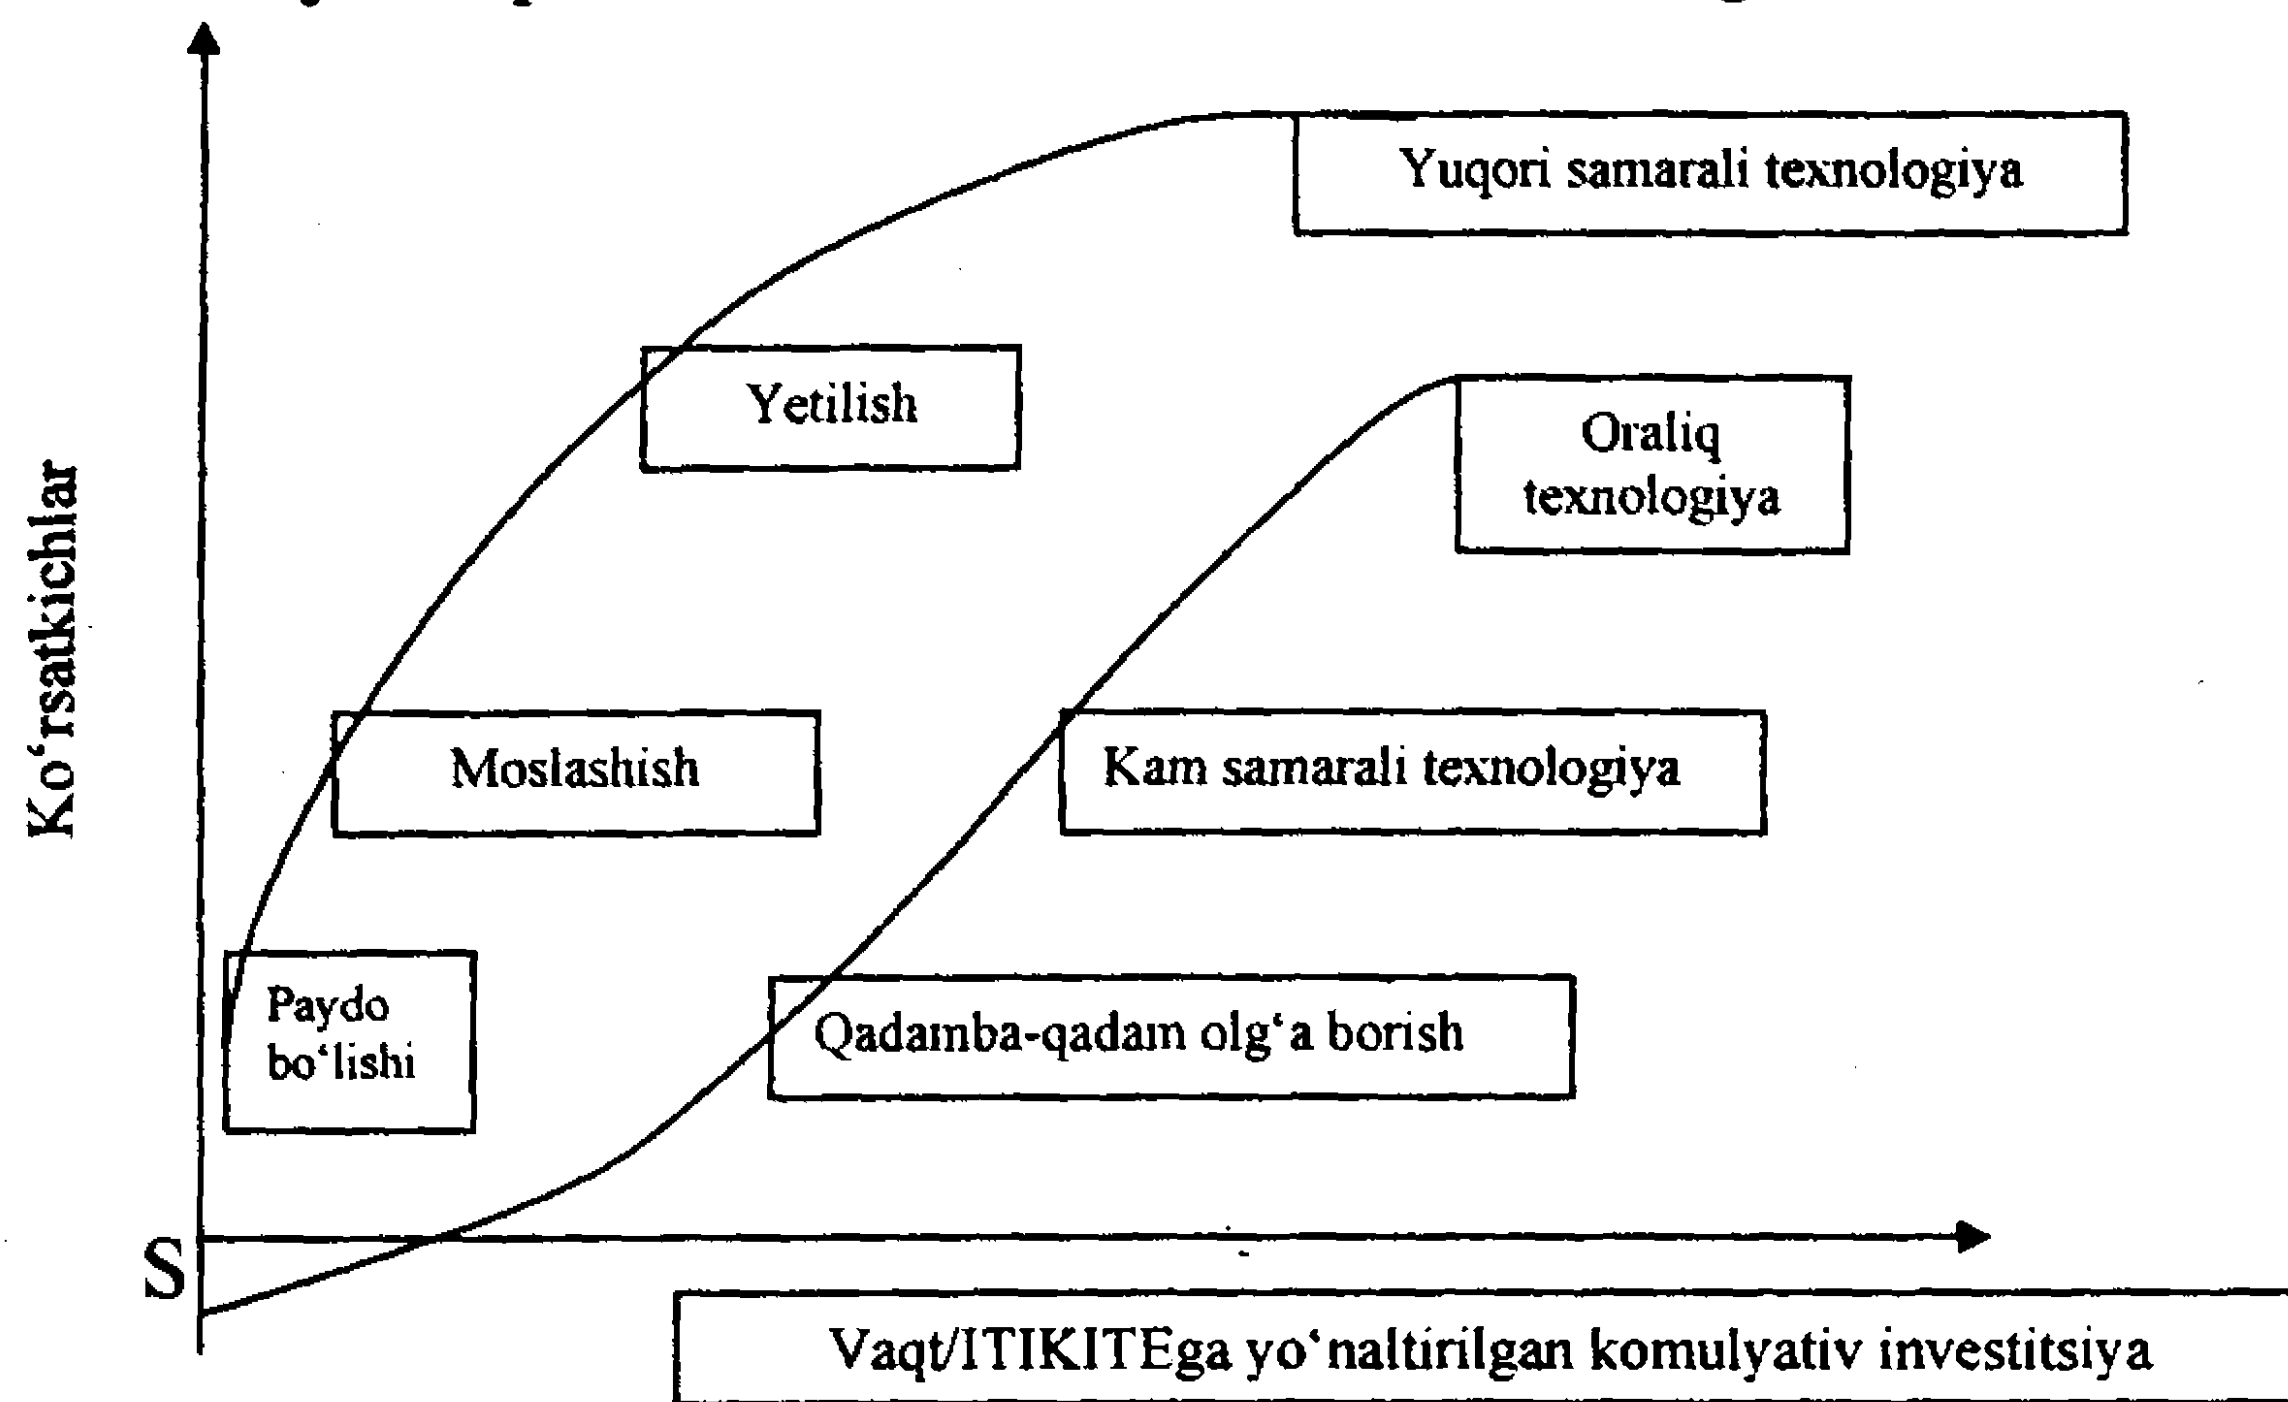 Yuqori samarali texnologiya
Yetilish
Oraliq
texnologiya
Ko‘rsatkichlar
Moslashish
Kam samarali texnologiya
Paydo
bo‘lishi
Qadamba-qadam olg‘a borish
S
Vaqt/ITIKITEga yo‘naltirilgan komulyativ investitsiya